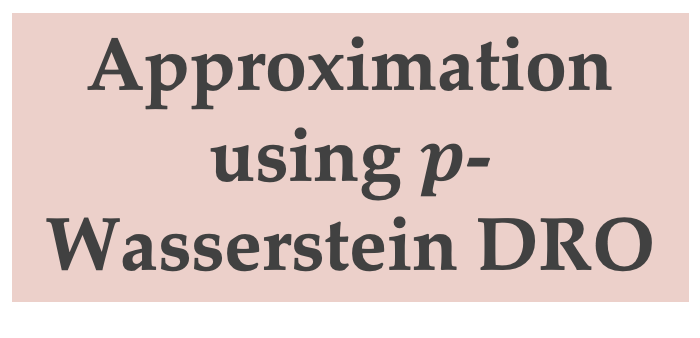 Approximation
using p-
Wasserstein DRO